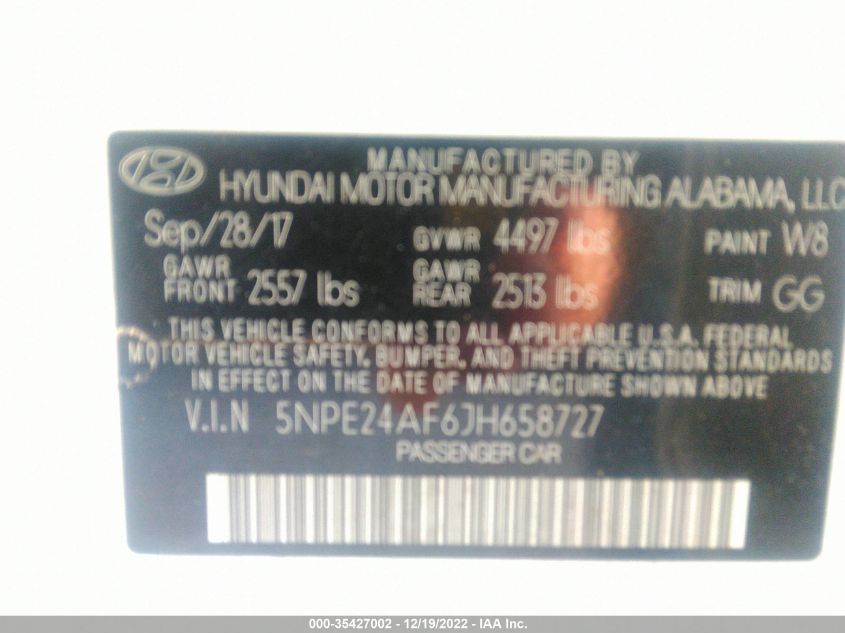 MANUFACTURED BY
HYUNDAI MOTOR MANUFACTURING ALABAMA, LLC
Sep/28/17 GVWR 4497 lbs PAINT W8
GAWR FRONT 2557 lbs GAWR REAR 2513 lbs TRIM GG
THIS VEHICLE CONFORMS TO ALL APPLICABLE U.S.A. FEDERAL
MOTOR VEHICLE SAFETY, BUMPER, AND THEFT PREVENTION STANDARDS
IN EFFECT ON THE DATE OF MANUFACTURE SHOWN ABOVE
V.I.N 5NPE24AF6JH658727
PASSENGER CAR
000-35427002 - 12/19/2022 - IAA Inc.